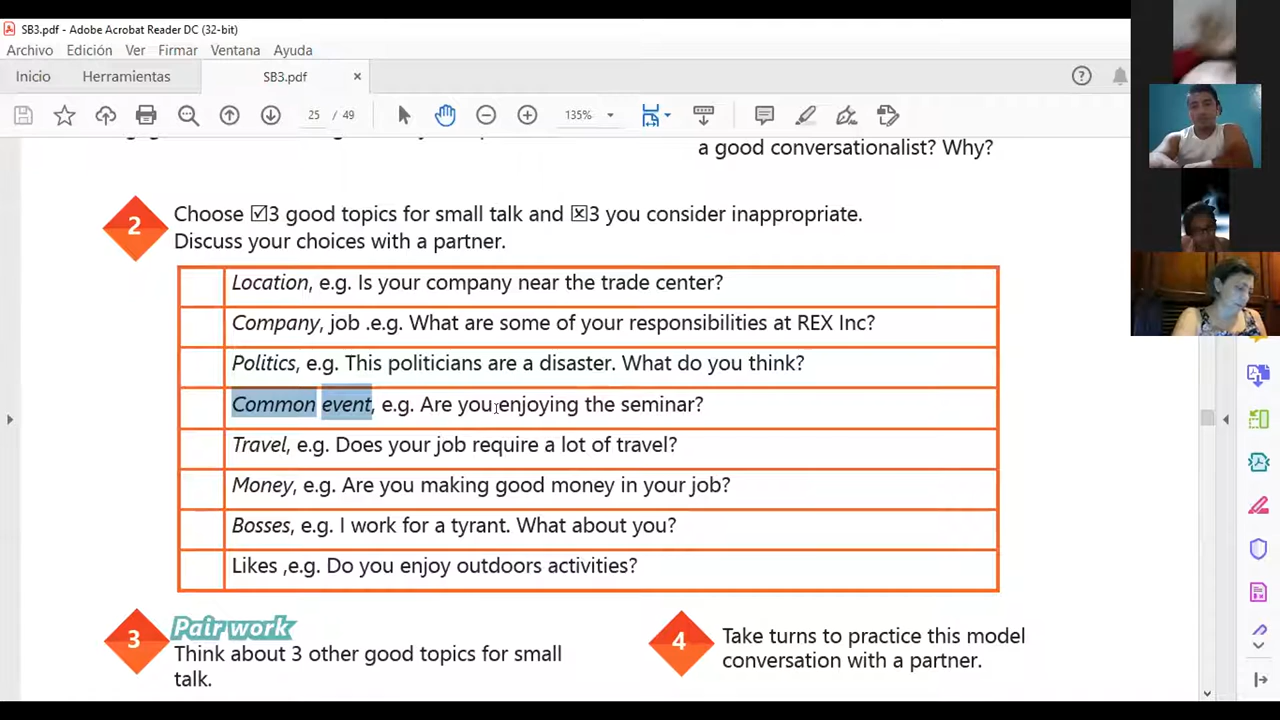 SB3.pdf - Adobe Acrobat Reader DC (32-bit)
Archivo Edición Ver Firmar Ventana Ayuda
Inicio Herramientas SB3.pdf ×
25 / 49 135%
a good conversationalist? Why?
2 Choose ☑3 good topics for small talk and ☒3 you consider inappropriate.
Discuss your choices with a partner.
Location, e.g. Is your company near the trade center?
Company, job .e.g. What are some of your responsibilities at REX Inc?
Politics, e.g. This politicians are a disaster. What do you think?
Common event, e.g. Are you enjoying the seminar?
Travel, e.g. Does your job require a lot of travel?
Money, e.g. Are you making good money in your job?
Bosses, e.g. I work for a tyrant. What about you?
Likes ,e.g. Do you enjoy outdoors activities?
3 Pair work
Think about 3 other good topics for small
talk.
4 Take turns to practice this model
conversation with a partner.